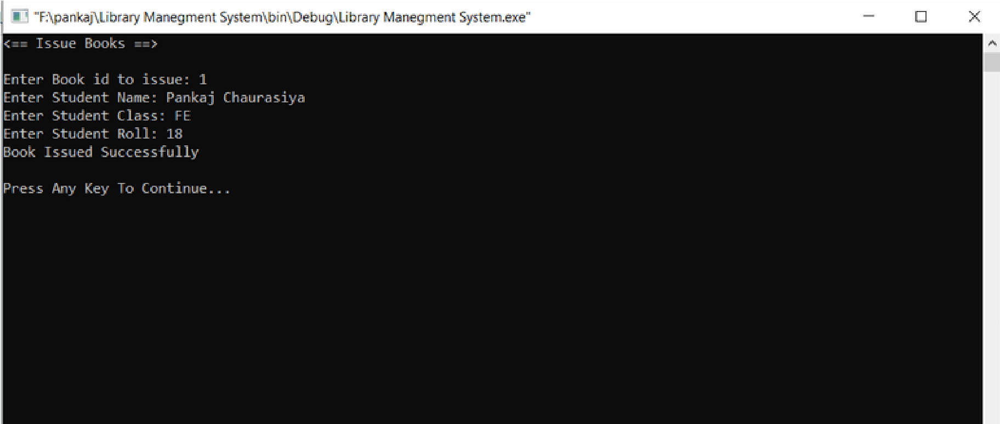 "F:\pankaj\Library Manegment System\bin\Debug\Library Manegment System.exe"
<== Issue Books ==>
Enter Book id to issue: 1
Enter Student Name: Pankaj Chaurasiya
Enter Student Class: FE
Enter Student Roll: 18
Book Issued Successfully
Press Any Key To Continue...